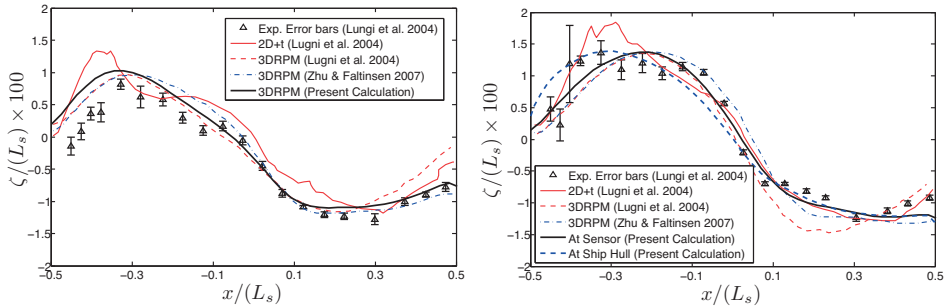 2
1.5
1
0.5
0
−0.5
−1
−1.5
−2
ζ/(L_s) × 100
−0.5
−0.3
−0.1
0.1
0.3
0.5
x/(L_s)
Exp. Error bars (Lungi et al. 2004)
2D+t (Lugni et al. 2004)
3DRPM (Lugni et al. 2004)
3DRPM (Zhu & Faltinsen 2007)
3DRPM (Present Calculation)
2
1.5
1
0.5
0
−0.5
−1
−1.5
−2
ζ/(L_s) × 100
−0.5
−0.3
−0.1
0.1
0.3
0.5
x/(L_s)
Exp. Error bars (Lungi et al. 2004)
2D+t (Lugni et al. 2004)
3DRPM (Lugni et al. 2004)
3DRPM (Zhu & Faltinsen 2007)
At Sensor (Present Calculation)
At Ship Hull (Present Calculation)